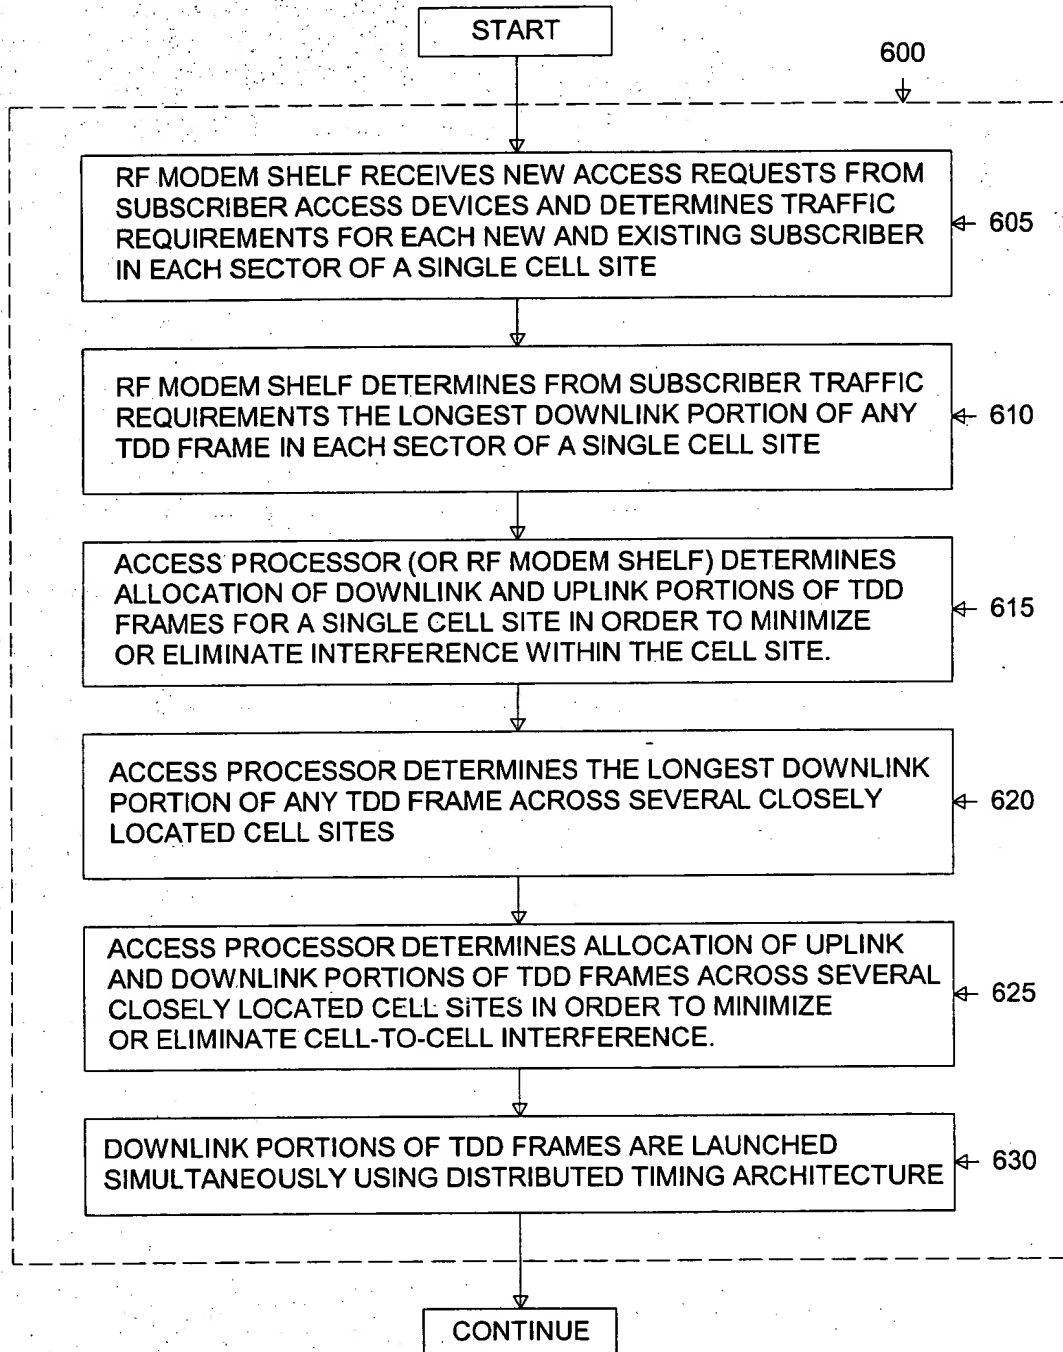 START
600
RF MODEM SHELF RECEIVES NEW ACCESS REQUESTS FROM
SUBSCRIBER ACCESS DEVICES AND DETERMINES TRAFFIC
REQUIREMENTS FOR EACH NEW AND EXISTING SUBSCRIBER
IN EACH SECTOR OF A SINGLE CELL SITE
605
RF MODEM SHELF DETERMINES FROM SUBSCRIBER TRAFFIC
REQUIREMENTS THE LONGEST DOWNLINK PORTION OF ANY
TDD FRAME IN EACH SECTOR OF A SINGLE CELL SITE
610
ACCESS PROCESSOR (OR RF MODEM SHELF) DETERMINES
ALLOCATION OF DOWNLINK AND UPLINK PORTIONS OF TDD
FRAMES FOR A SINGLE CELL SITE IN ORDER TO MINIMIZE
OR ELIMINATE INTERFERENCE WITHIN THE CELL SITE.
615
ACCESS PROCESSOR DETERMINES THE LONGEST DOWNLINK
PORTION OF ANY TDD FRAME ACROSS SEVERAL CLOSELY
LOCATED CELL SITES
620
ACCESS PROCESSOR DETERMINES ALLOCATION OF UPLINK
AND DOWNLINK PORTIONS OF TDD FRAMES ACROSS SEVERAL
CLOSELY LOCATED CELL SITES IN ORDER TO MINIMIZE
OR ELIMINATE CELL-TO-CELL INTERFERENCE.
625
DOWNLINK PORTIONS OF TDD FRAMES ARE LAUNCHED
SIMULTANEOUSLY USING DISTRIBUTED TIMING ARCHITECTURE
630
CONTINUE